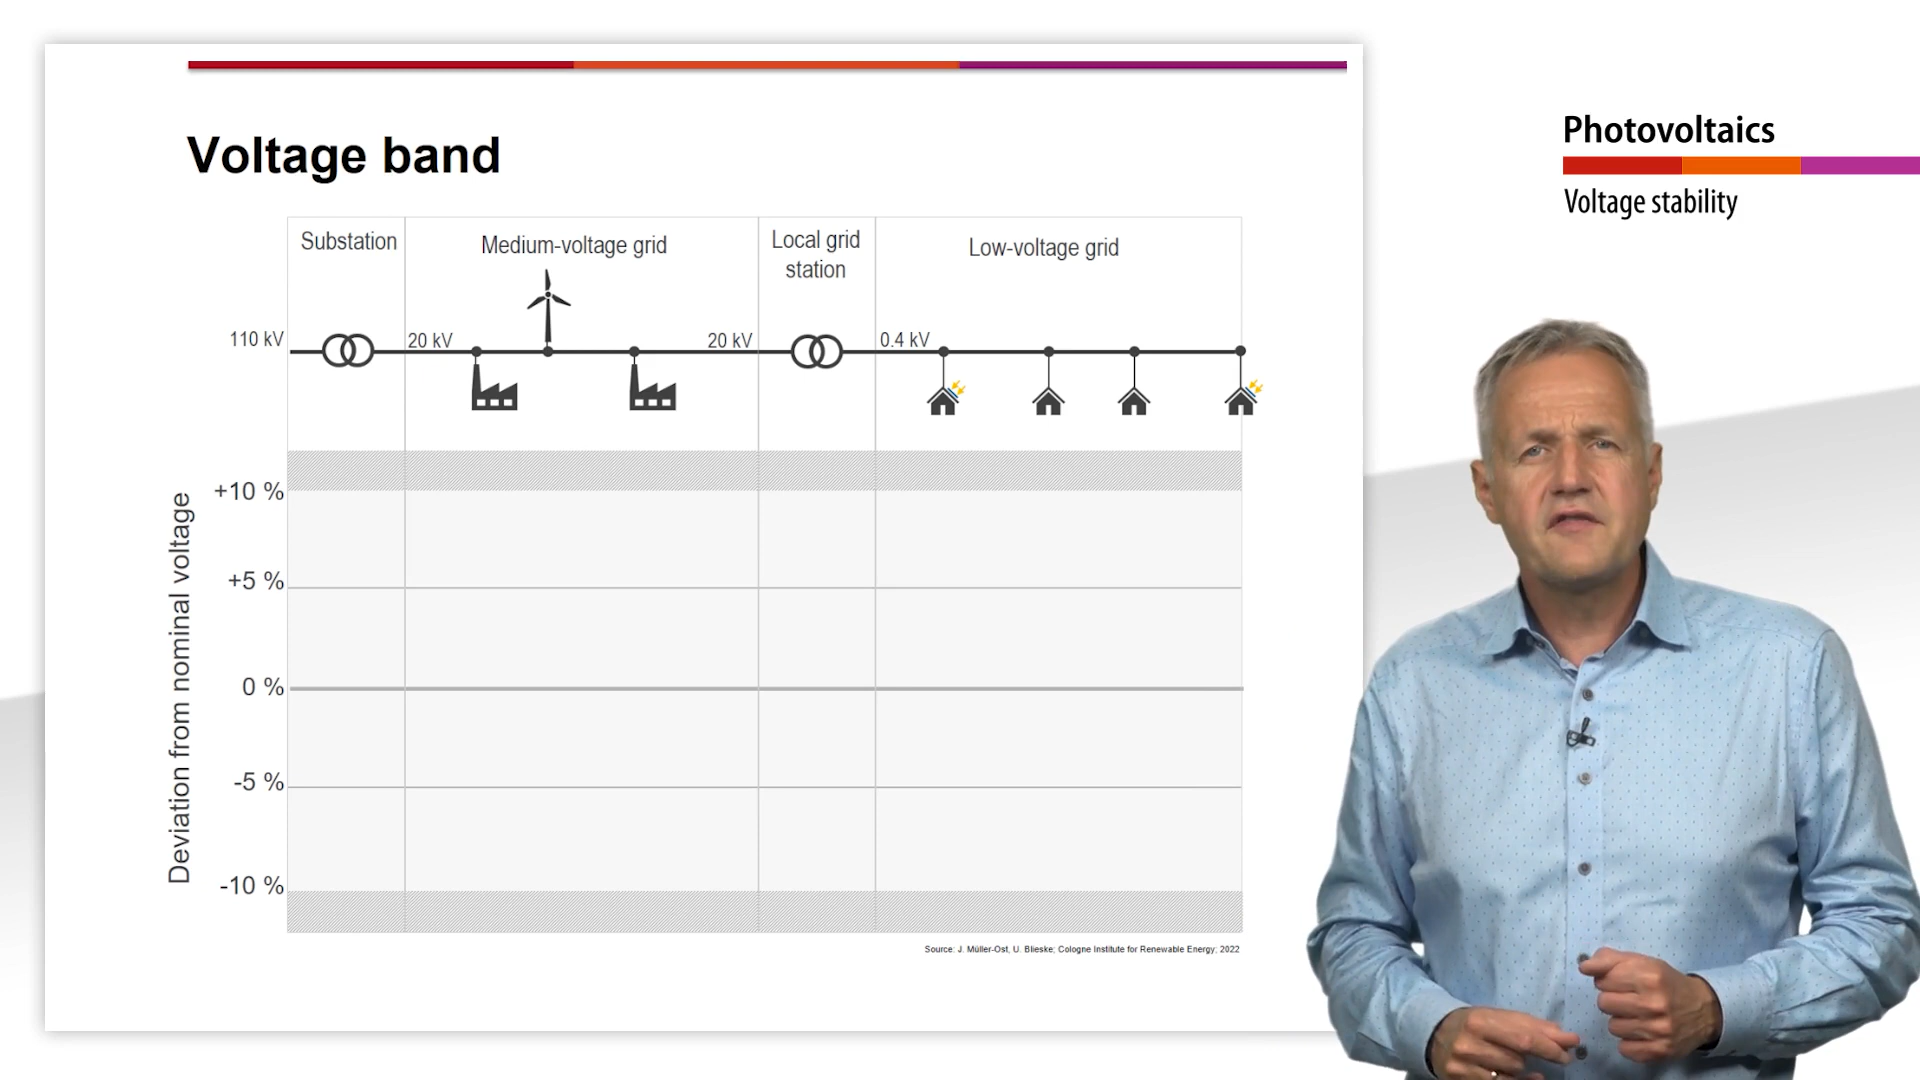 Voltage band
Photovoltaics
Voltage stability
Substation
Medium-voltage grid
Local grid
station
Low-voltage grid
110 kV
20 kV
20 kV
0.4 kV
Deviation from nominal voltage
+10 %
+5 %
0 %
-5 %
-10 %
Source: J. Müller-Ost, U. Blieske; Cologne Institute for Renewable Energy; 2022